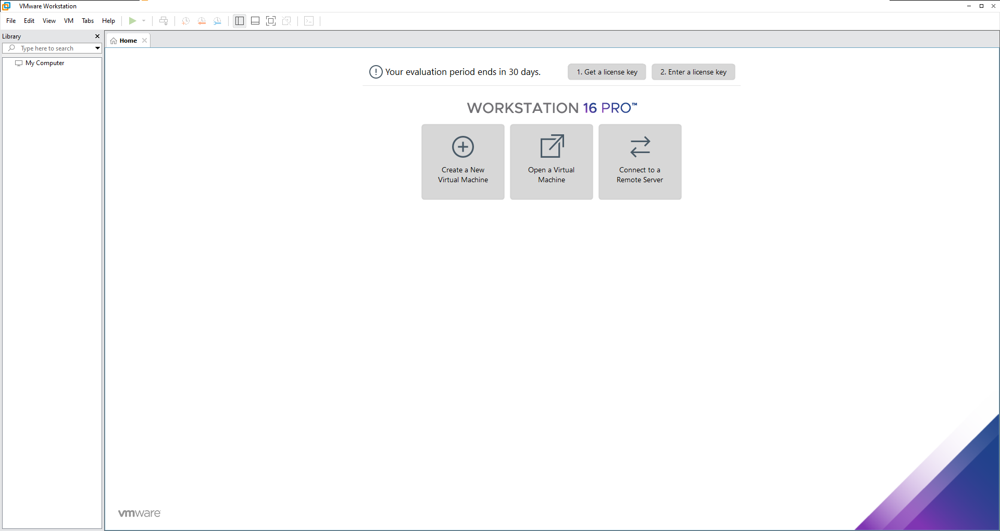 VMware Workstation
File Edit View VM Tabs Help
Library
Type here to search
My Computer
Home
Your evaluation period ends in 30 days.
1. Get a license key
2. Enter a license key
WORKSTATION 16 PRO™
Create a New
Virtual Machine
Open a Virtual
Machine
Connect to a
Remote Server
vmware